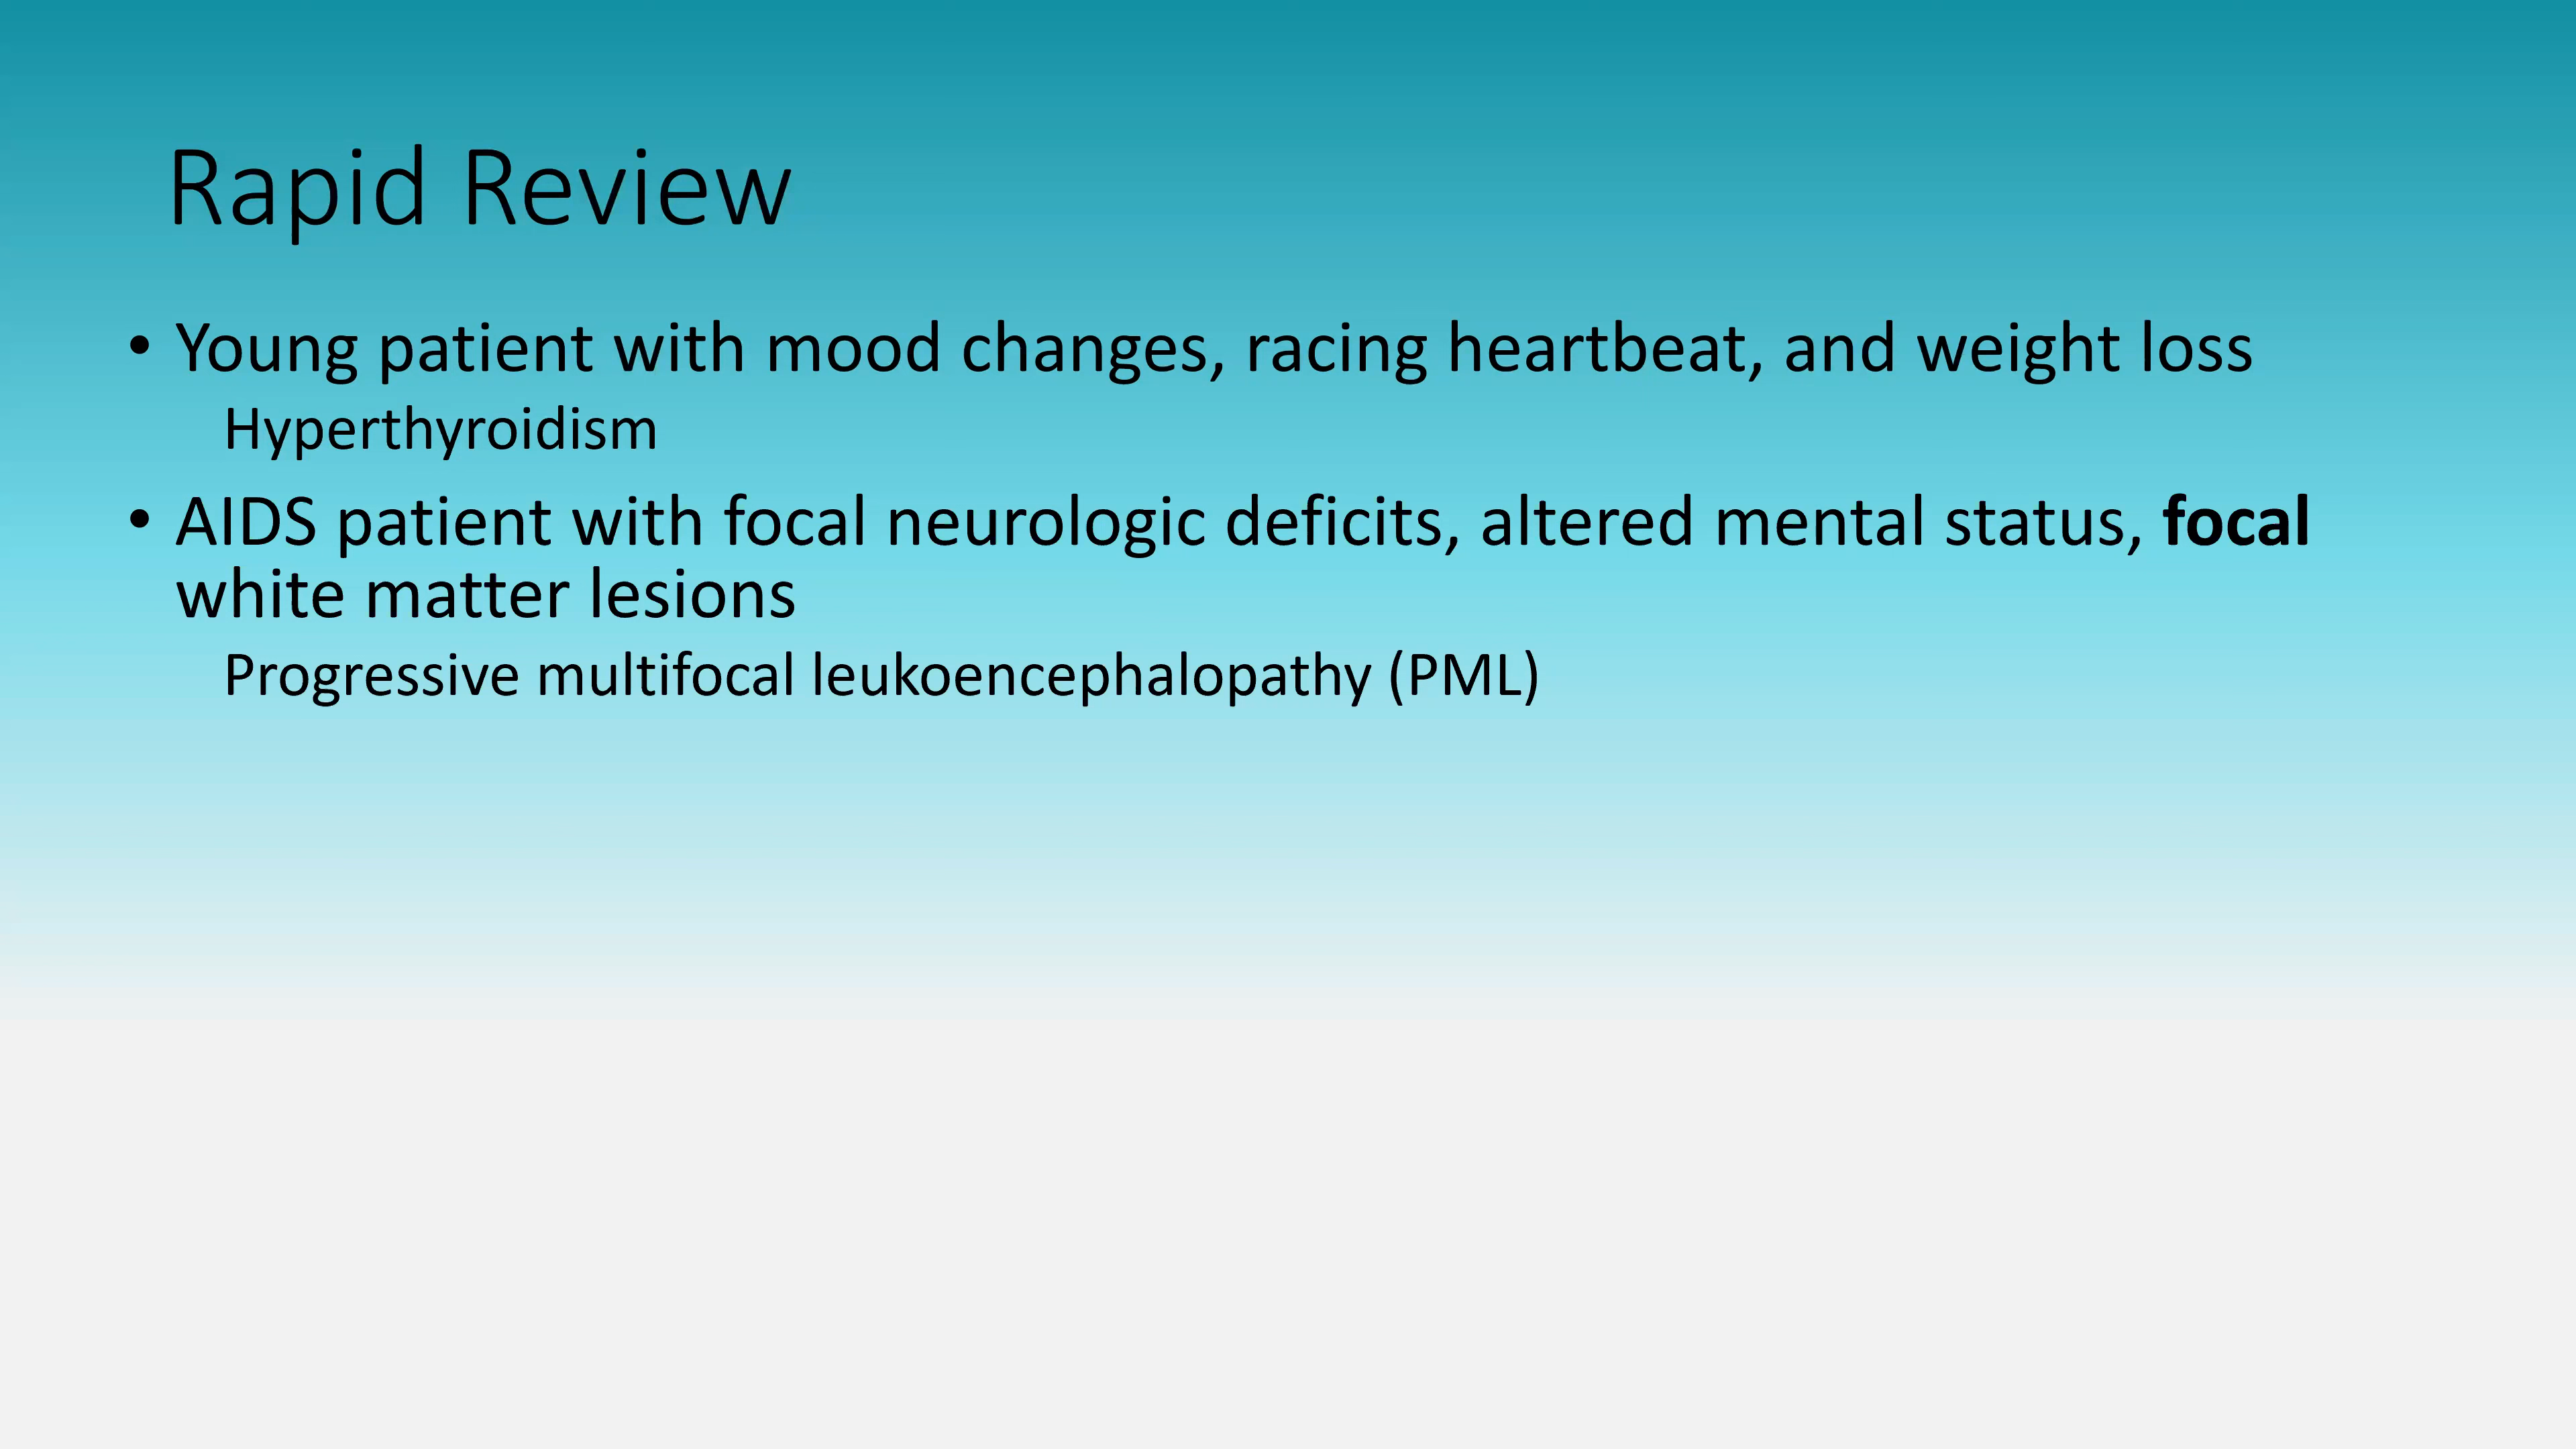 Rapid Review
• Young patient with mood changes, racing heartbeat, and weight loss
Hyperthyroidism
• AIDS patient with focal neurologic deficits, altered mental status, focal
white matter lesions
Progressive multifocal leukoencephalopathy (PML)